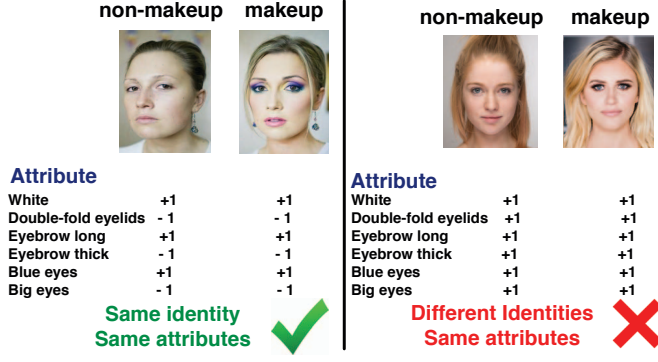 non-makeup makeup
Attribute
White +1 +1
Double-fold eyelids - 1 - 1
Eyebrow long +1 +1
Eyebrow thick - 1 - 1
Blue eyes +1 +1
Big eyes - 1 - 1
Same identity
Same attributes
non-makeup makeup
Attribute
White +1 +1
Double-fold eyelids +1 +1
Eyebrow long +1 +1
Eyebrow thick +1 +1
Blue eyes +1 +1
Big eyes +1 +1
Different Identities
Same attributes